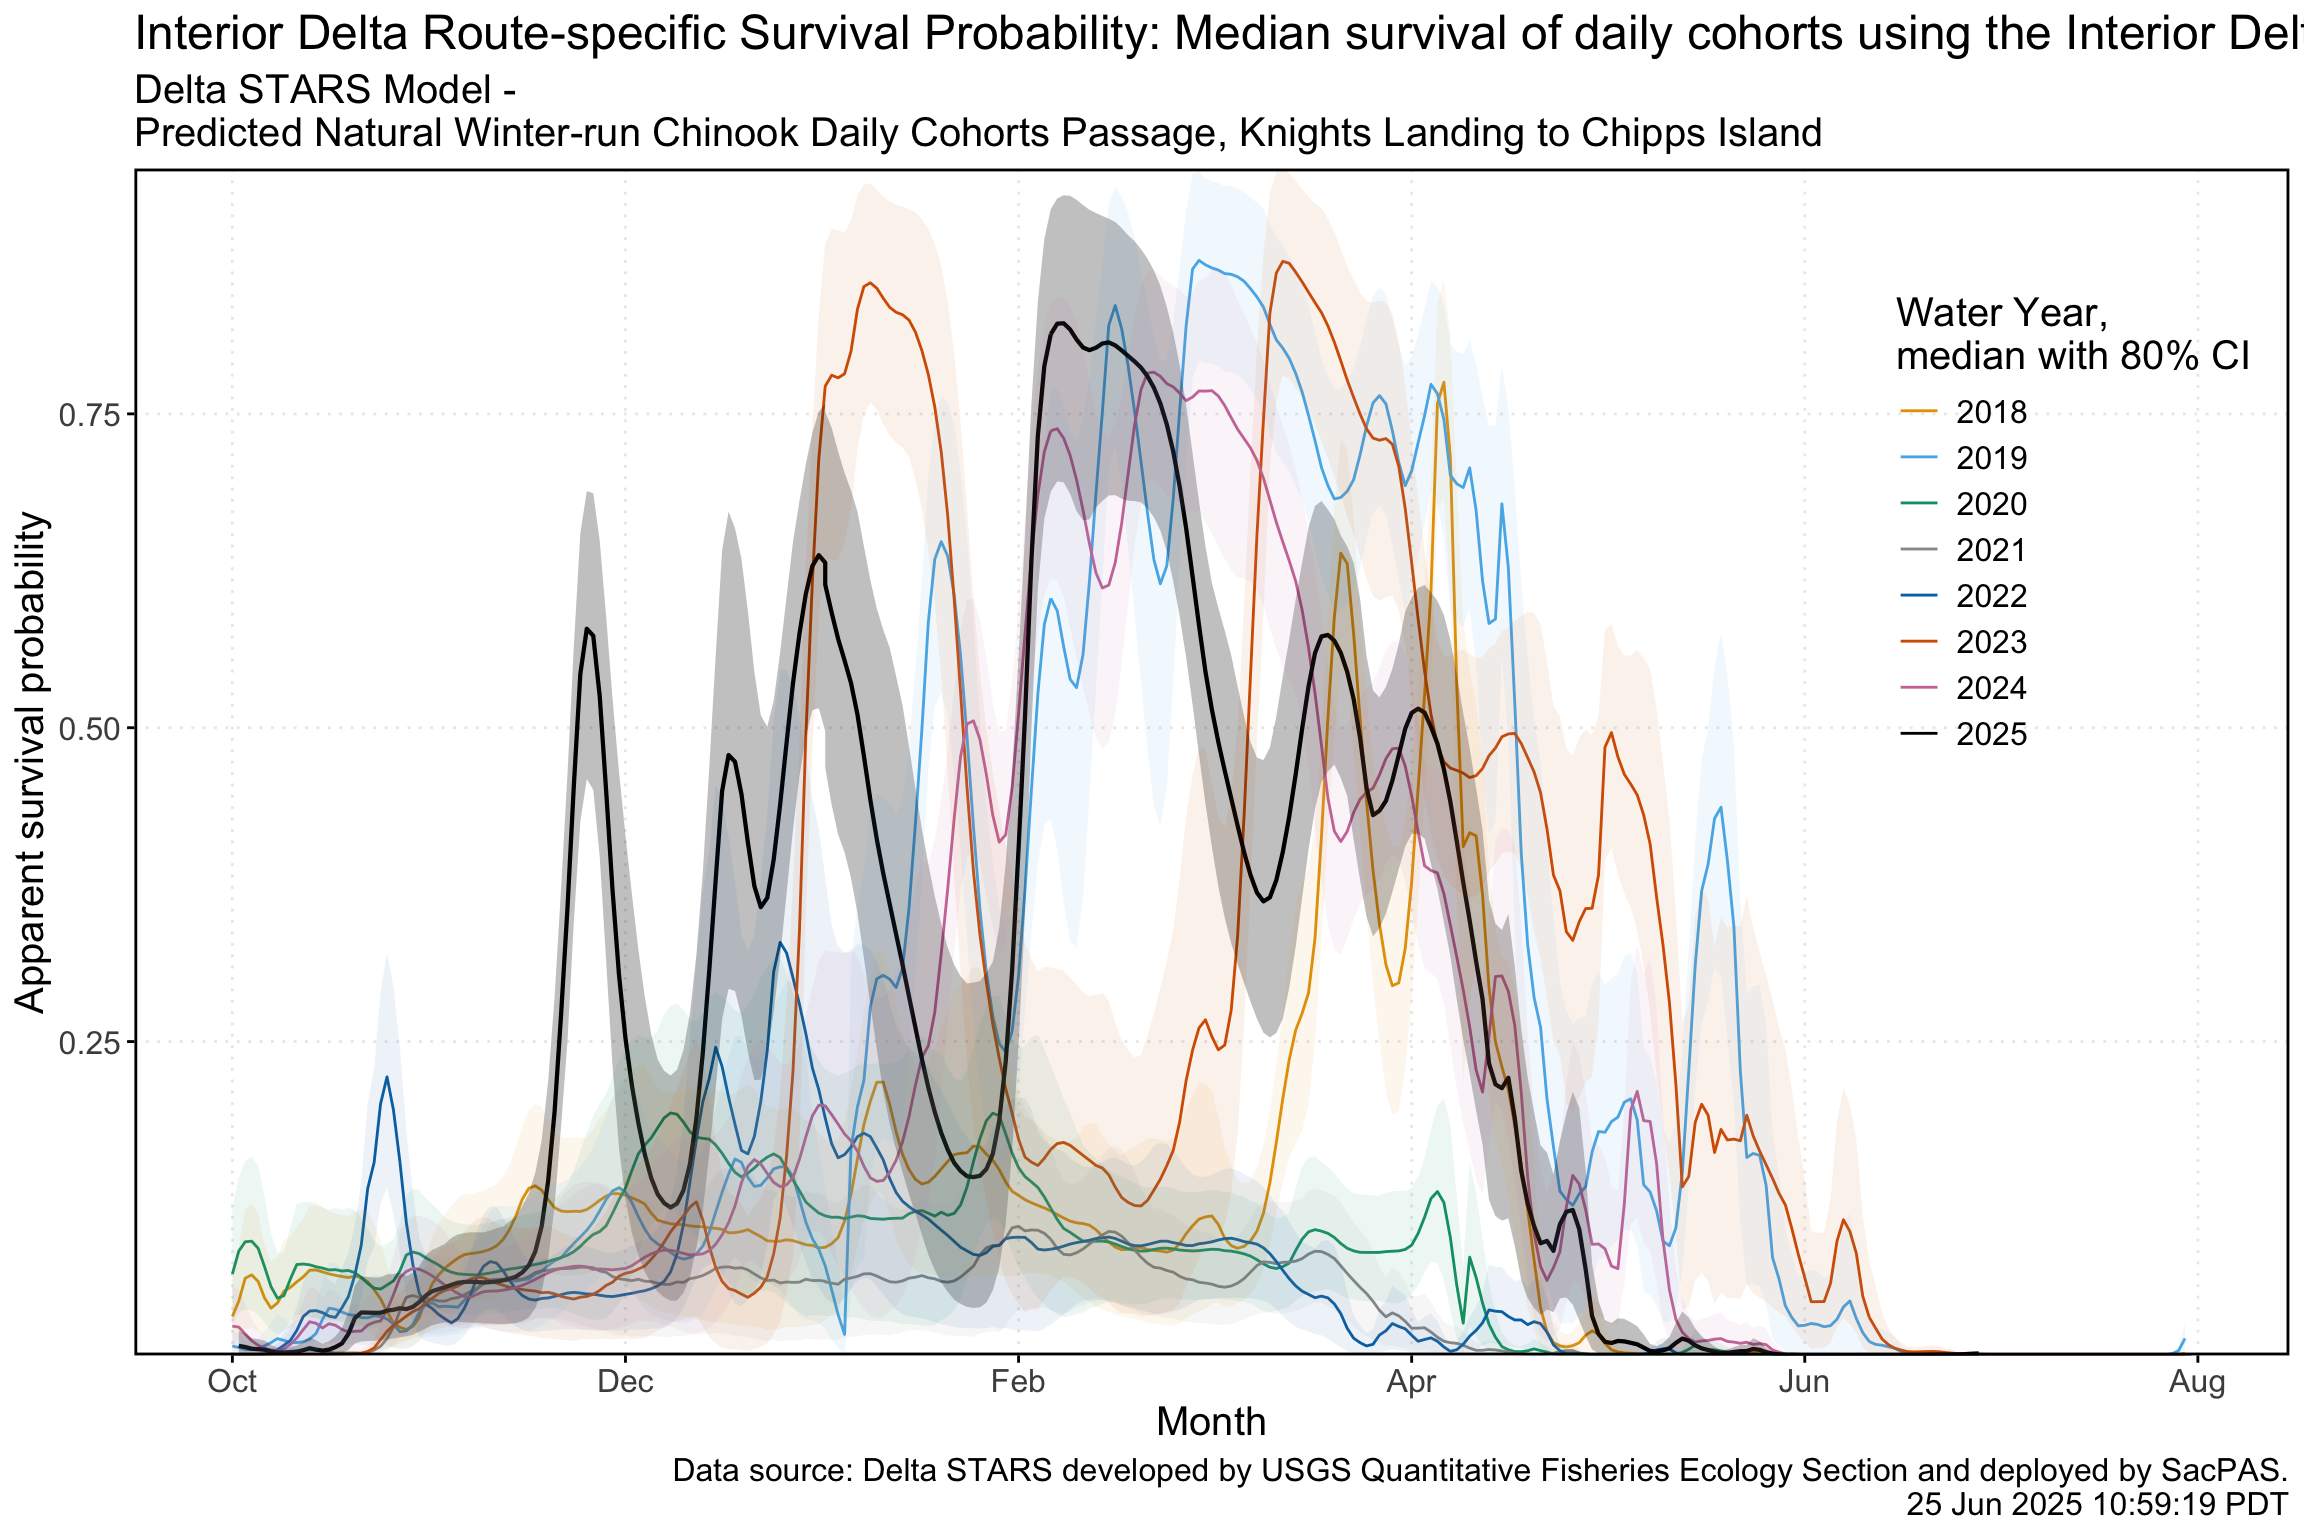 Interior Delta Route-specific Survival Probability: Median survival of daily cohorts using the Interior Del
Delta STARS Model -
Predicted Natural Winter-run Chinook Daily Cohorts Passage, Knights Landing to Chipps Island
Apparent survival probability
0.75
0.50
0.25
Water Year,
median with 80% CI
2018
2019
2020
2021
2022
2023
2024
2025
Oct Dec Feb Apr Jun Aug
Month
Data source: Delta STARS developed by USGS Quantitative Fisheries Ecology Section and deployed by SacPAS.
25 Jun 2025 10:59:19 PDT